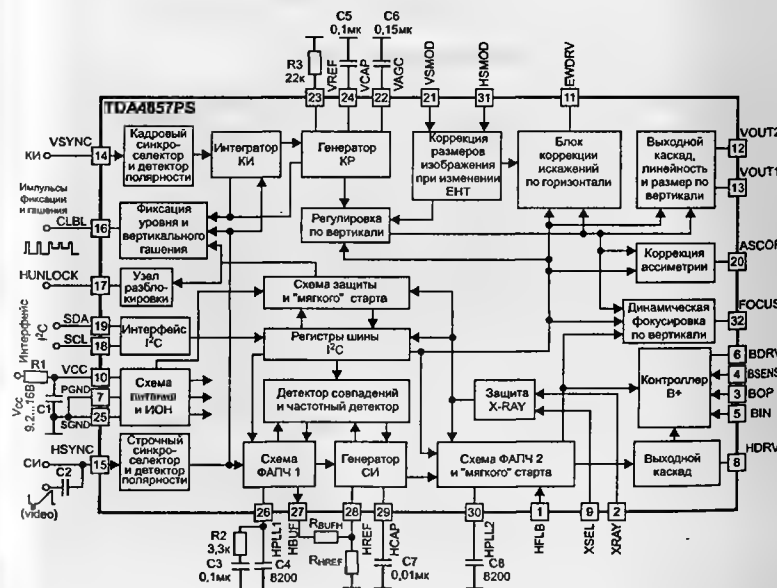 C5
0,1мк
C6
0,15мк
R3
22к
VREF
VCAP
VAGC
VSMOD
HSMOD
EWDRV
23
24
22
21
31
11
TDA4857PS
VSYNC
КИ
14
Кадровый
синхро-
селектор
и детектор
полярности
Интегратор
КИ
Генератор
КР
Коррекция
размеров
изображения
при изменении
ЕНТ
Блок
коррекции
искажений
по горизонтали
Выходной
каскад,
линейность
и размер по
вертикали
VOUT2
12
VOUT1
13
Импульсы
фиксации
и гашения
CLBL
16
Фиксация
уровня и
вертикального
гашения
Регулировка
по вертикали
Коррекция
ассиметрии
ASCOR
20
HUNLOCK
17
Узел
разбло-
кировки
Схема защиты
и "мягкого" старта
Динамическая
фокусировка
по вертикали
FOCUS
32
Интерфейс
I²C
SDA
19
SCL
18
Интерфейс
I²C
Регистры шины
I²C
BDRV
6
BSENS
4
BOP
3
BIN
5
Контроллер
B+
R1
VCC
10
Vcc
9,2...16В
C1
PGND
7
25
SGND
Схема
питания
и ИОН
Детектор совпадений
и частотный детектор
Защита
X-RAY
HSYNC
СИ
15
C2
(video)
Строчный
синхро-
селектор
и детектор
полярности
Схема
ФАПЧ 1
Генератор
СИ
Схема ФАПЧ 2
и "мягкого" старта
Выходной
каскад
HDRV
8
26
27
28
29
30
1
9
2
HPLL1
HBUF
HREF
HCAP
HPLL2
HFLB
XSEL
XRAY
R2
3,3к
C3
0,1мк
C4
8200
RBUFH
RHREF
C7
0,01мк
C8
8200